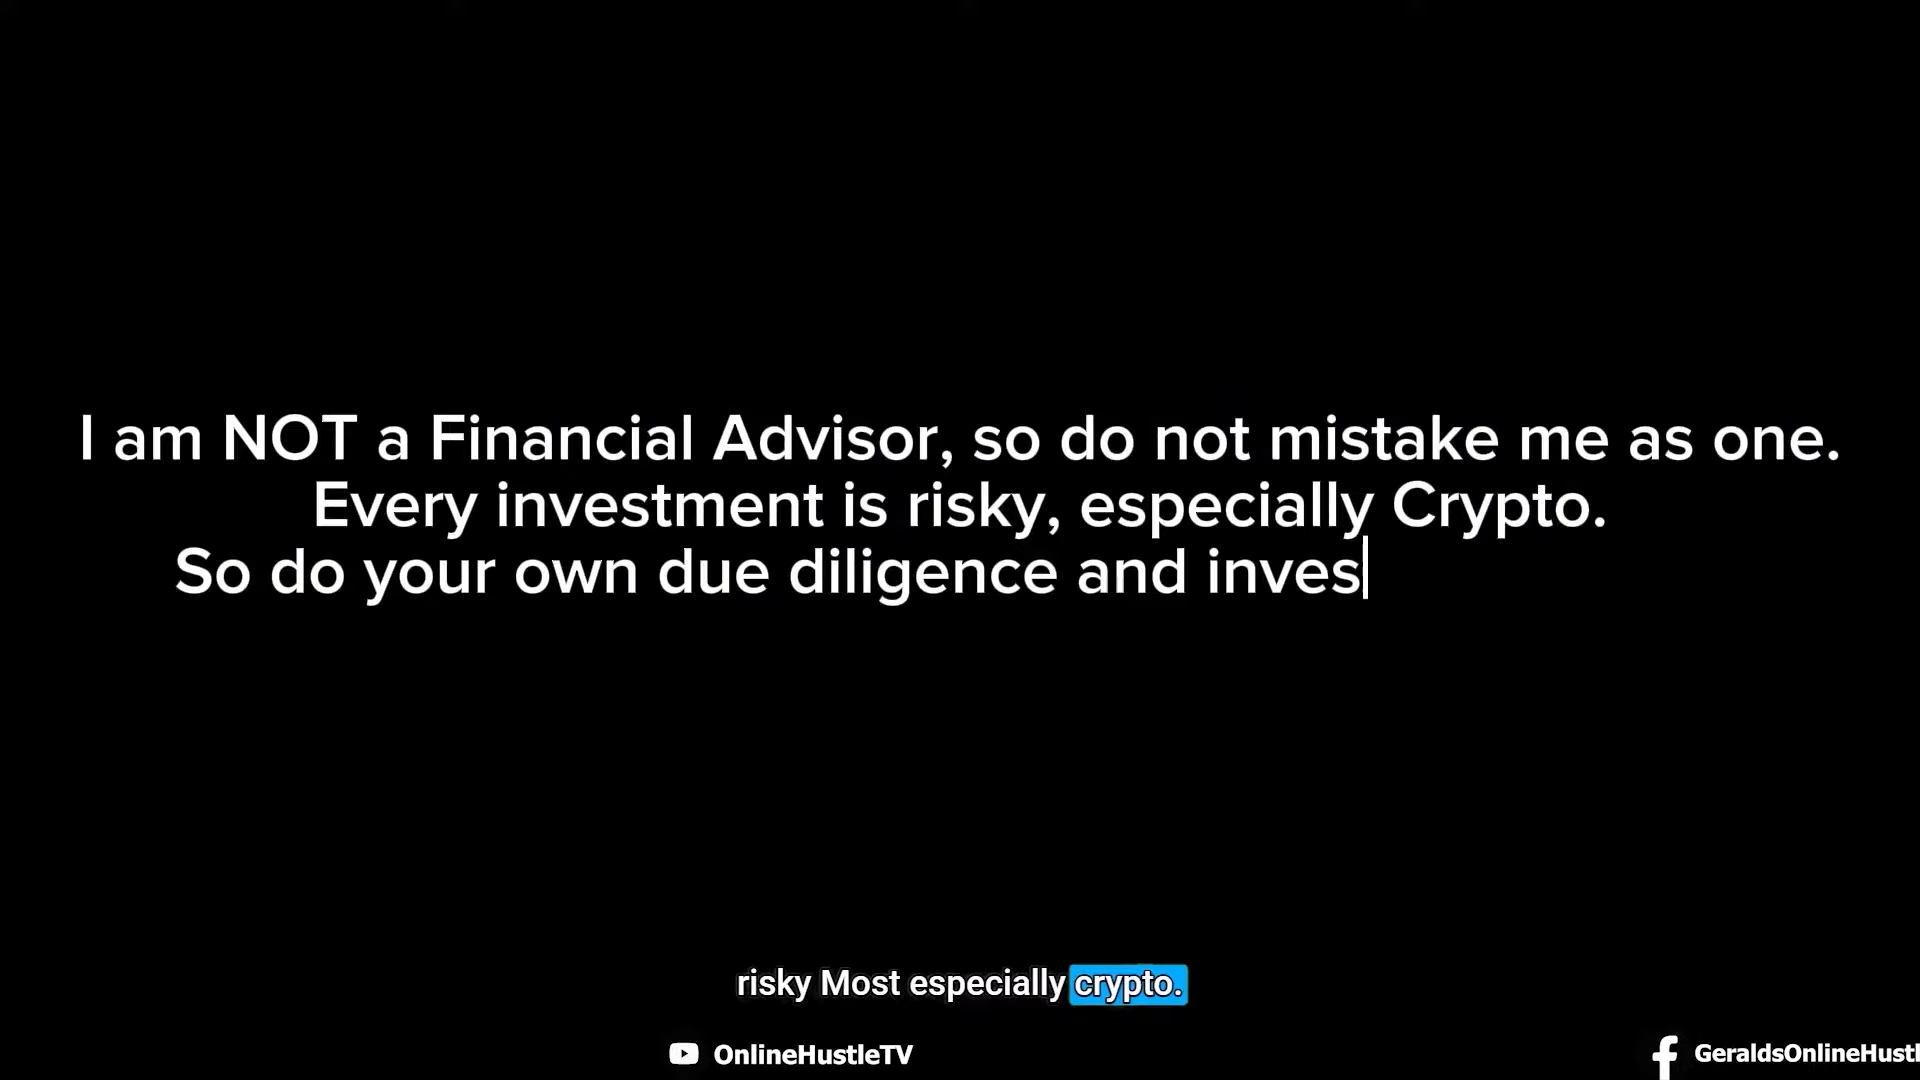 I am NOT a Financial Advisor, so do not mistake me as one.
Every investment is risky, especially Crypto.
So do your own due diligence and inves
risky Most especially crypto.
OnlineHustleTV
GeraldsOnlineHustl